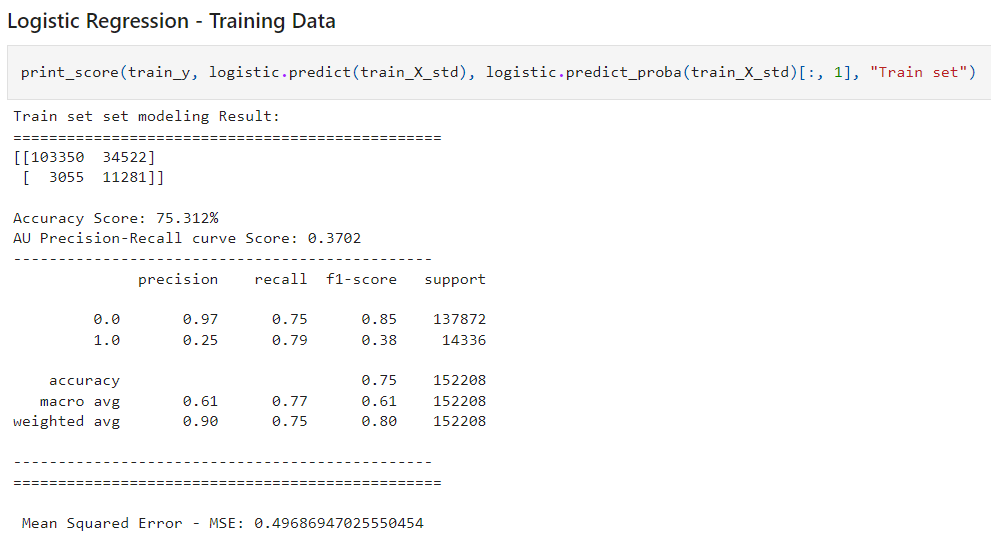 Logistic Regression - Training Data
print_score(train_y, logistic.predict(train_X_std), logistic.predict_proba(train_X_std)[:, 1], "Train set")
Train set set modeling Result:
================================================
[[103350  34522]
 [  3055  11281]]
Accuracy Score: 75.312%
AU Precision-Recall curve Score: 0.3702
-----------------------------------------------
              precision    recall  f1-score   support
         0.0       0.97      0.75      0.85    137872
         1.0       0.25      0.79      0.38     14336
    accuracy                           0.75    152208
   macro avg       0.61      0.77      0.61    152208
weighted avg       0.90      0.75      0.80    152208
-----------------------------------------------
================================================
 Mean Squared Error - MSE: 0.49686947025550454